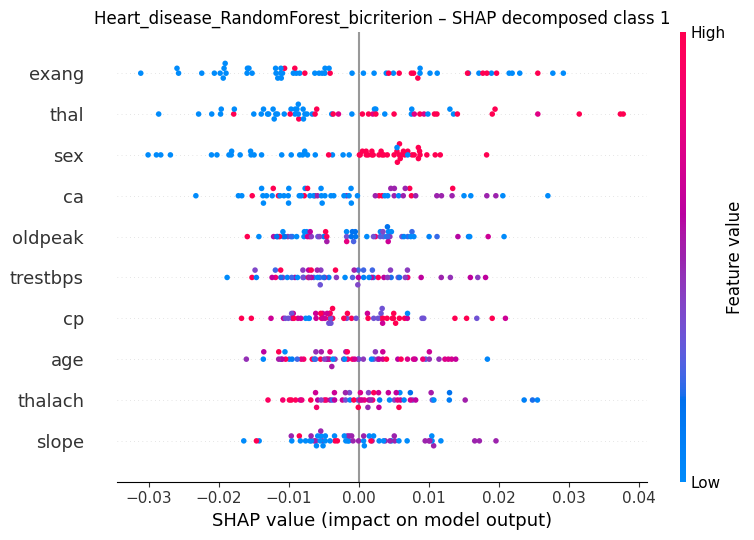 Heart_disease_RandomForest_bicriterion – SHAP decomposed class 1
High
exang
thal
sex
ca
oldpeak
trestbps
cp
age
thalach
slope
Feature value
Low
−0.03 −0.02 −0.01 0.00 0.01 0.02 0.03 0.04
SHAP value (impact on model output)